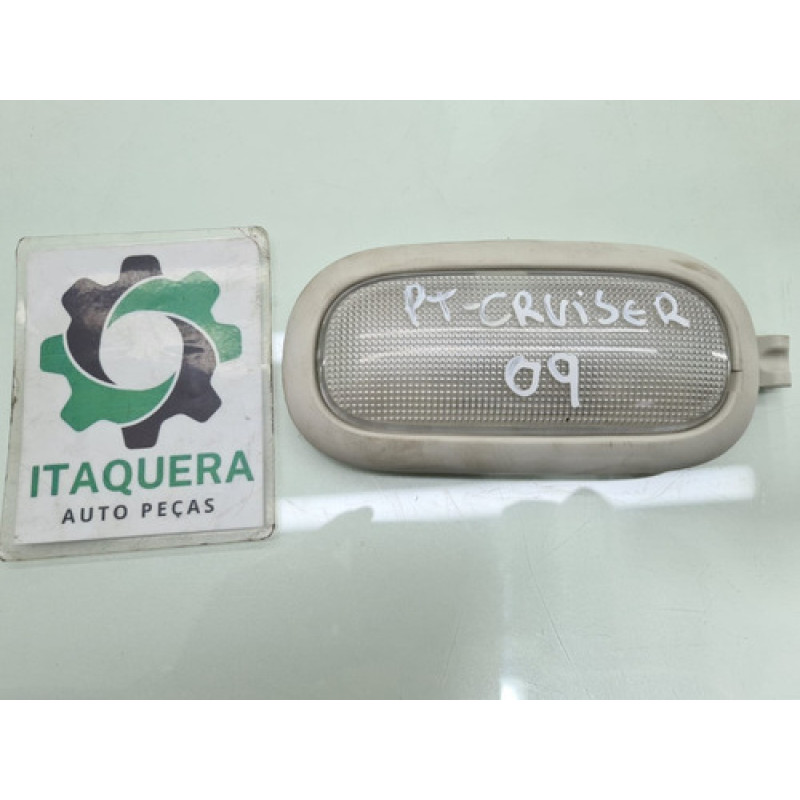 ITAQUERA
AUTO PEÇAS
PT-CRUiSER
09